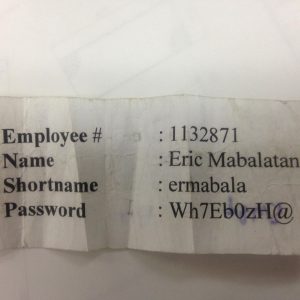 Employee # : 1132871
Name : Eric Mabalatan
Shortname : ermabala
Password : Wh7Eb0zH@